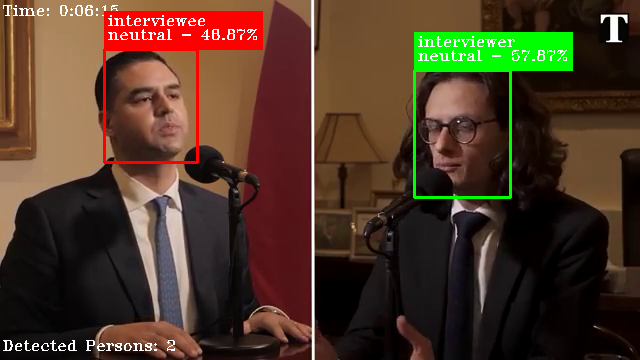 Time: 0:06:15
interviewee
neutral - 46.87%
interviewer
neutral - 57.87%
T
Detected Persons: 2